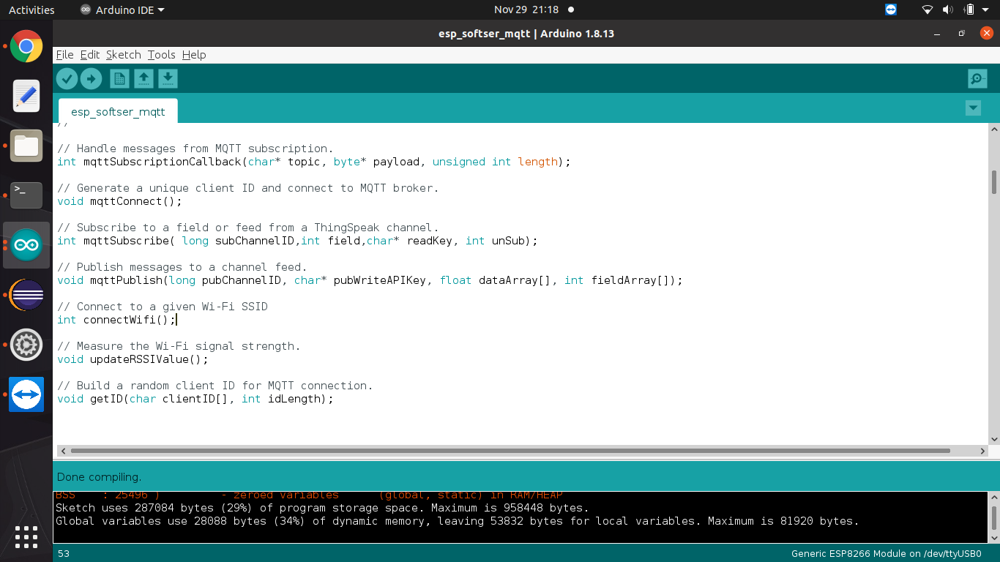 Activities Arduino IDE Nov 29 21:18
esp_softser_mqtt | Arduino 1.8.13
File Edit Sketch Tools Help
esp_softser_mqtt
//
// Handle messages from MQTT subscription.
int mqttSubscriptionCallback(char* topic, byte* payload, unsigned int length);
// Generate a unique client ID and connect to MQTT broker.
void mqttConnect();
// Subscribe to a field or feed from a ThingSpeak channel.
int mqttSubscribe( long subChannelID,int field,char* readKey, int unSub);
// Publish messages to a channel feed.
void mqttPublish(long pubChannelID, char* pubWriteAPIKey, float dataArray[], int fieldArray[]);
// Connect to a given Wi-Fi SSID
int connectWifi();
// Measure the Wi-Fi signal strength.
void updateRSSIValue();
// Build a random client ID for MQTT connection.
void getID(char clientID[], int idLength);
Done compiling.
BSS : 25496 ) - zeroed variables (global, static) in RAM/HEAP
Sketch uses 287084 bytes (29%) of program storage space. Maximum is 958448 bytes.
Global variables use 28088 bytes (34%) of dynamic memory, leaving 53832 bytes for local variables. Maximum is 81920 bytes.
53 Generic ESP8266 Module on /dev/ttyUSB0